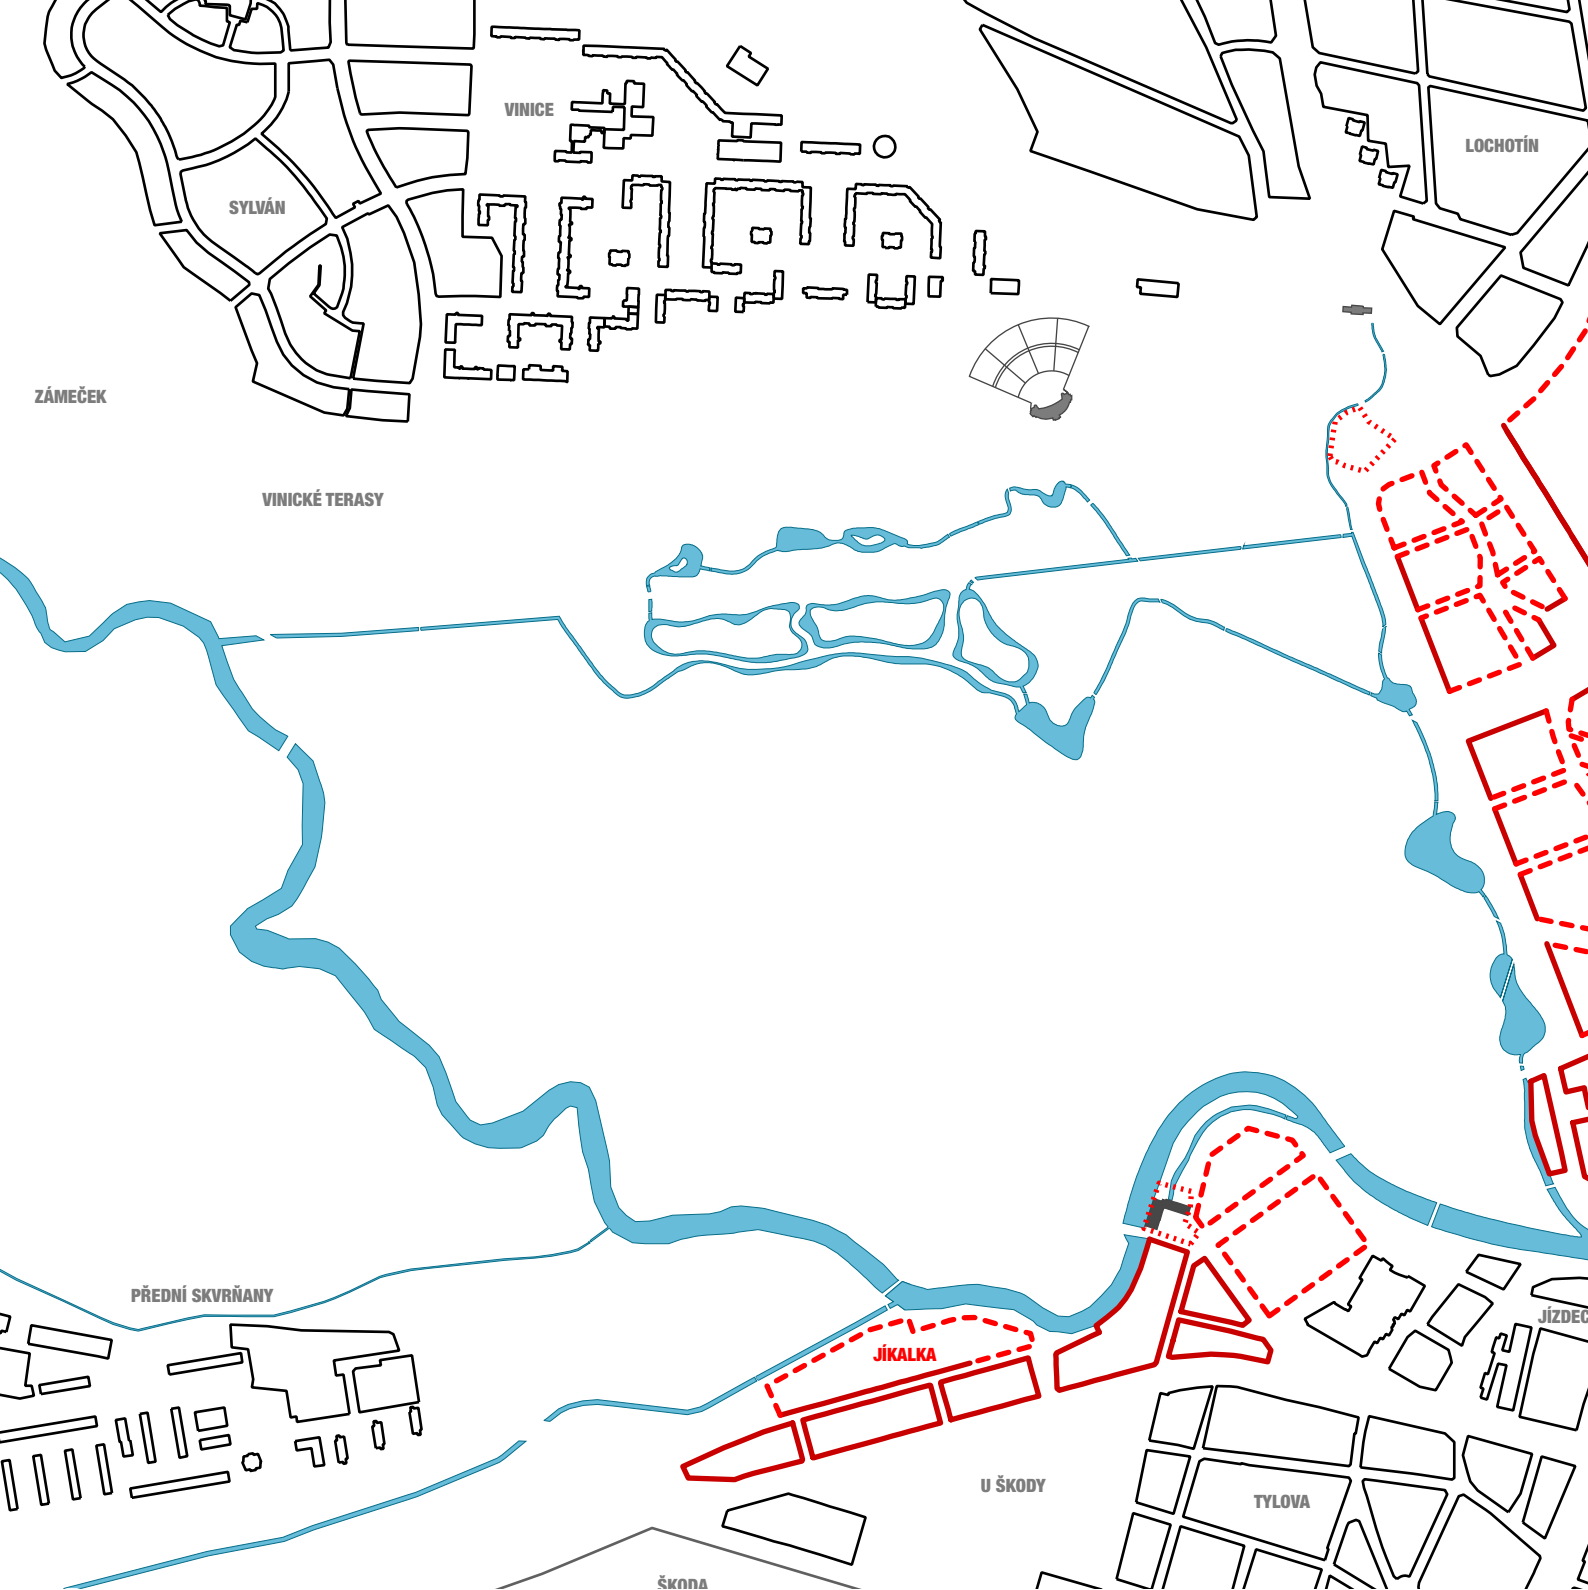 VINICE
LOCHOTÍN
SYLVÁN
ZÁMEČEK
VINICKÉ TERASY
PŘEDNÍ SKVRŇANY
JÍZDEC
JÍKALKA
U ŠKODY
TYLOVA
ŠKODA